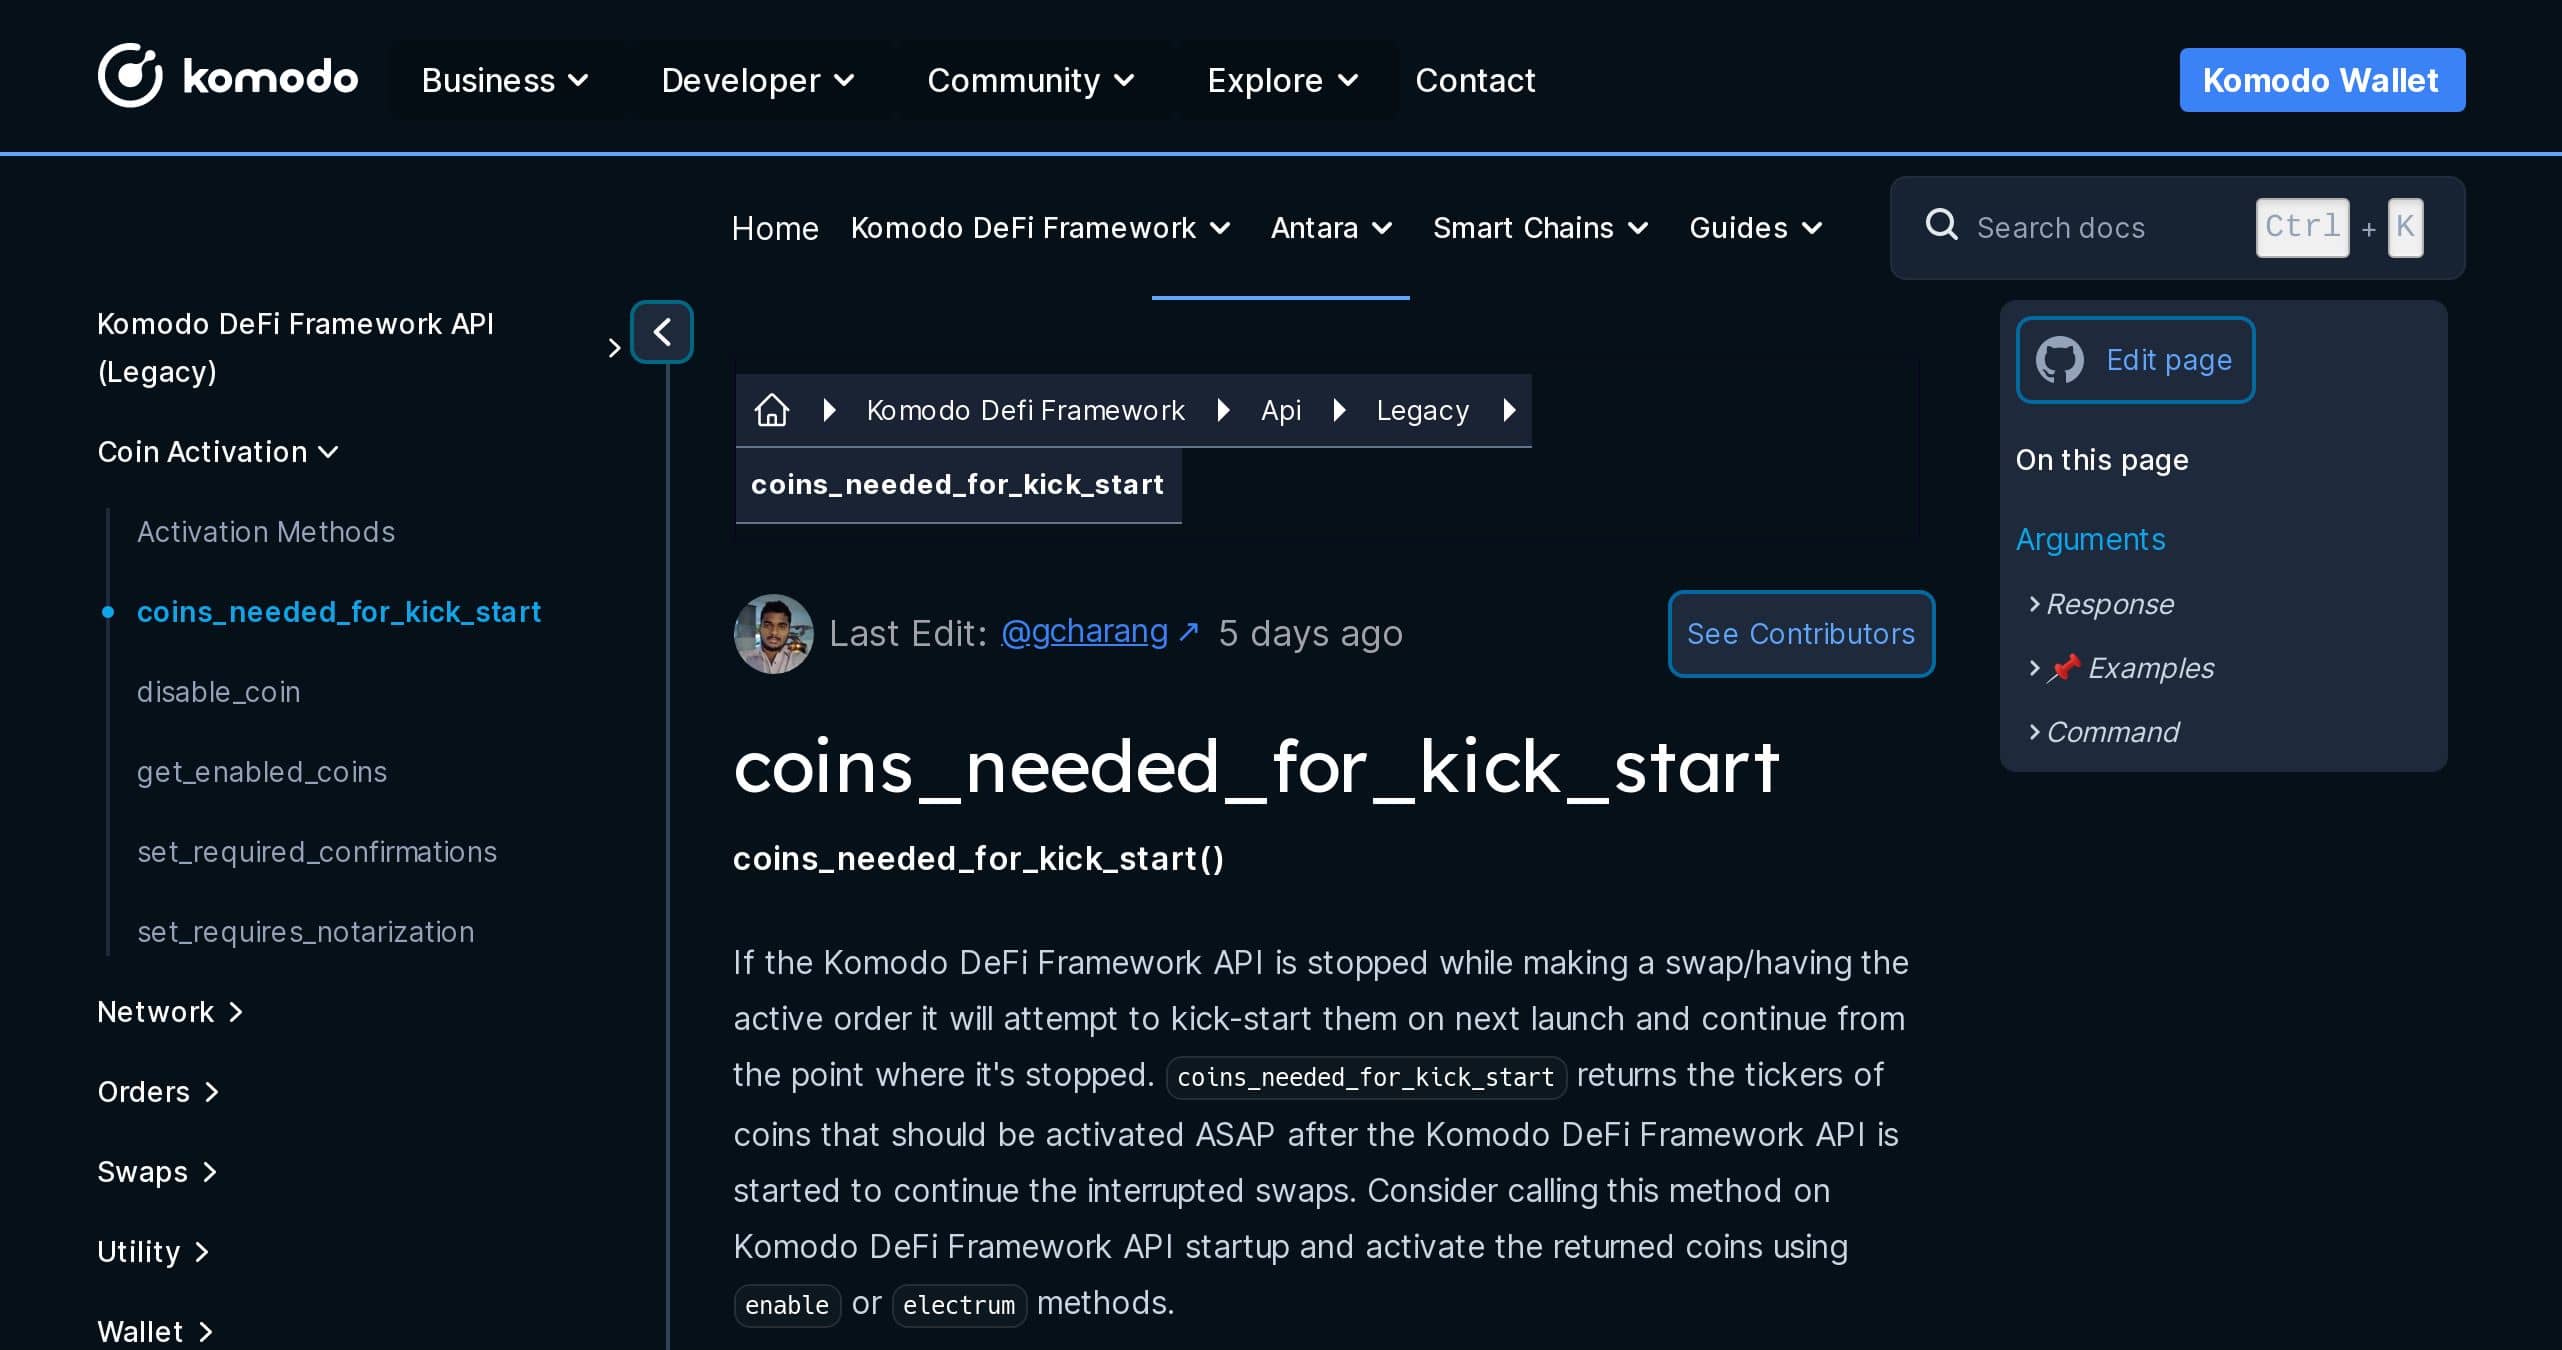 komodo
Business
Developer
Community
Explore
Contact
Komodo Wallet
Home
Komodo DeFi Framework
Antara
Smart Chains
Guides
Search docs
Ctrl + K
Komodo DeFi Framework API
(Legacy)
Coin Activation
Activation Methods
coins_needed_for_kick_start
disable_coin
get_enabled_coins
set_required_confirmations
set_requires_notarization
Network
Orders
Swaps
Utility
Wallet
Komodo Defi Framework
Api
Legacy
coins_needed_for_kick_start
Last Edit: @gcharang ↗ 5 days ago
See Contributors
coins_needed_for_kick_start
coins_needed_for_kick_start()
If the Komodo DeFi Framework API is stopped while making a swap/having the
active order it will attempt to kick-start them on next launch and continue from
the point where it's stopped. coins_needed_for_kick_start returns the tickers of
coins that should be activated ASAP after the Komodo DeFi Framework API is
started to continue the interrupted swaps. Consider calling this method on
Komodo DeFi Framework API startup and activate the returned coins using
enable or electrum methods.
Edit page
On this page
Arguments
Response
📌 Examples
Command